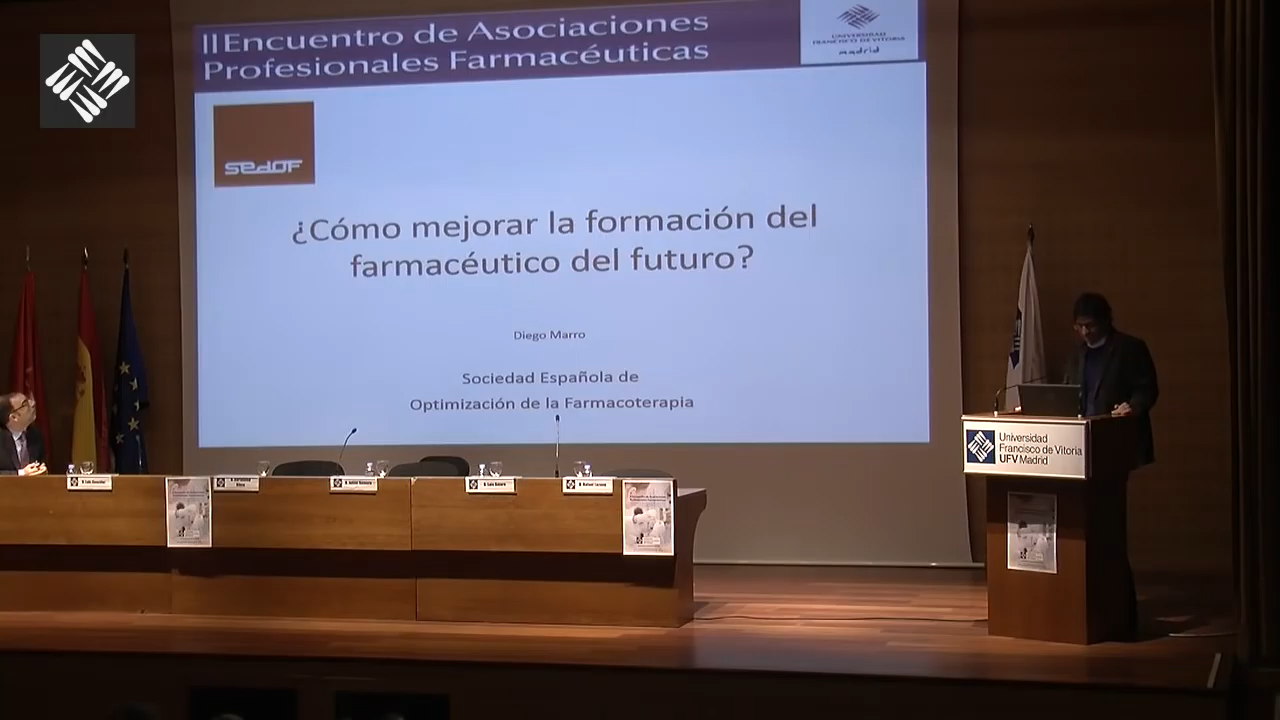 II Encuentro de Asociaciones
Profesionales Farmacéuticas
UNIVERSIDAD
FRANCISCO DE VITORIA
madrid
sedOF
¿Cómo mejorar la formación del
farmacéutico del futuro?
Diego Marro
Sociedad Española de
Optimización de la Farmacoterapia
Universidad
Francisco de Vitoria
UFV Madrid